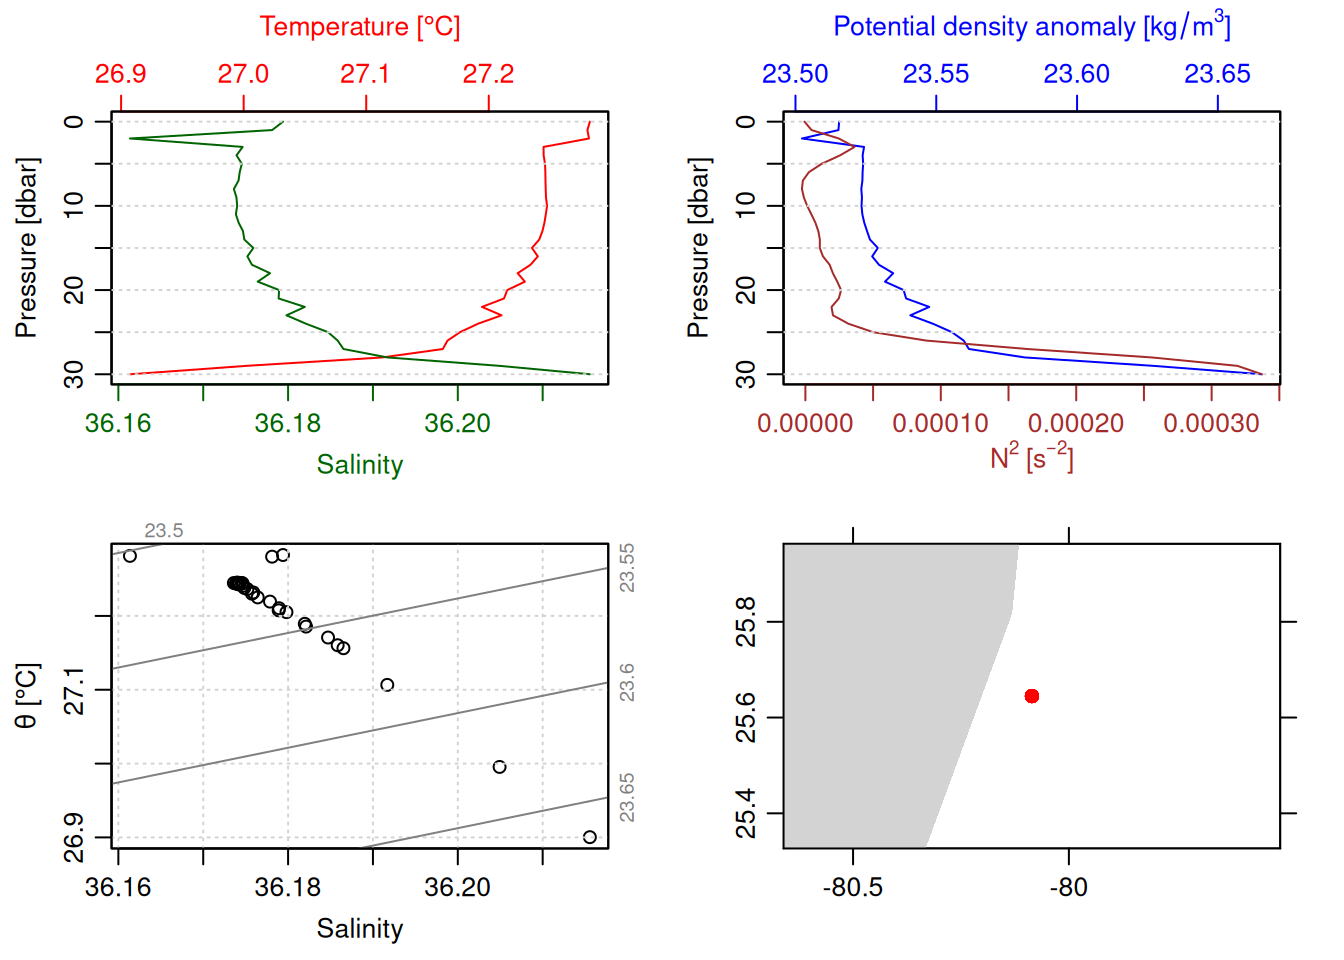 Temperature [°C]
26.9 27.0 27.1 27.2
Pressure [dbar]
0 10 20 30
36.16 36.18 36.20
Salinity
Potential density anomaly [kg/m³]
23.50 23.55 23.60 23.65
Pressure [dbar]
0 10 20 30
0.00000 0.00010 0.00020 0.00030
N² [s⁻²]
23.5
23.55
23.6
23.65
θ [°C]
27.1
26.9
36.16 36.18 36.20
Salinity
25.8
25.6
25.4
-80.5 -80